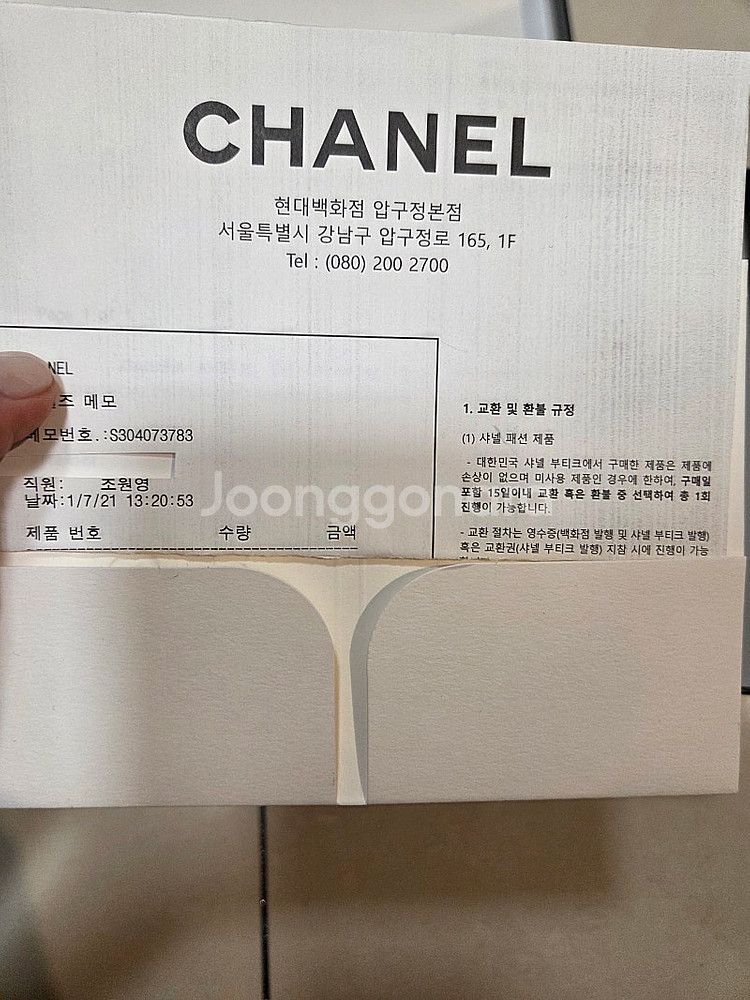 CHANEL
현대백화점 압구정본점
서울특별시 강남구 압구정로 165, 1F
Tel : (080) 200 2700
NEL
즈 메모
메모번호.:S304073783
직원: 조원영
날짜:1/7/21 13:20:53
제품 번호 수량 금액
1. 교환 및 환불 규정
(1) 샤넬 패션 제품
- 대한민국 샤넬 부티크에서 구매한 제품은 제품에
손상이 없으며 미사용 제품인 경우에 한하여, 구매일
포함 15일이내 교환 혹은 환불 중 선택하여 총 1회
진행이 가능합니다.
- 교환 절차는 영수증(백화점 발행 및 샤넬 부티크 발행)
혹은 교환권(샤넬 부티크 발행) 지참 시에 진행이 가능
Joonggon